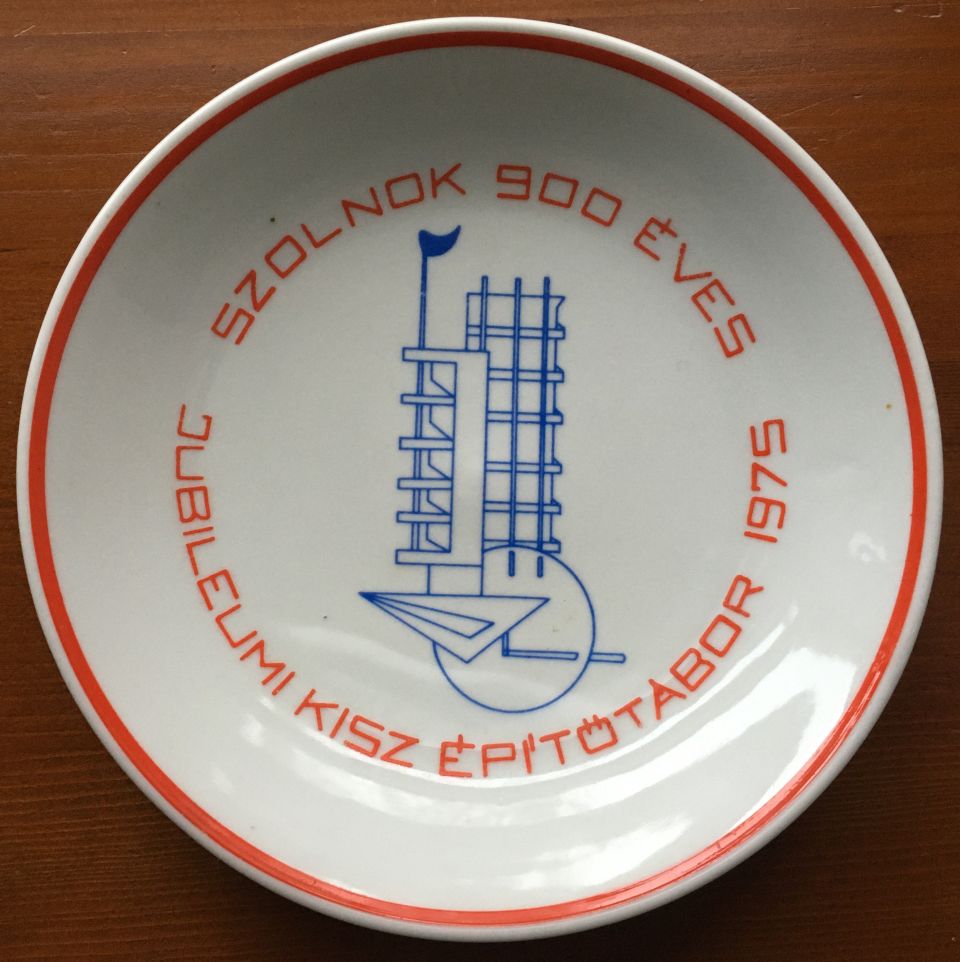 SZOLNOK 900 ÉVES
JUBILEUMI KISZ ÉPÍTŐTÁBOR 1975